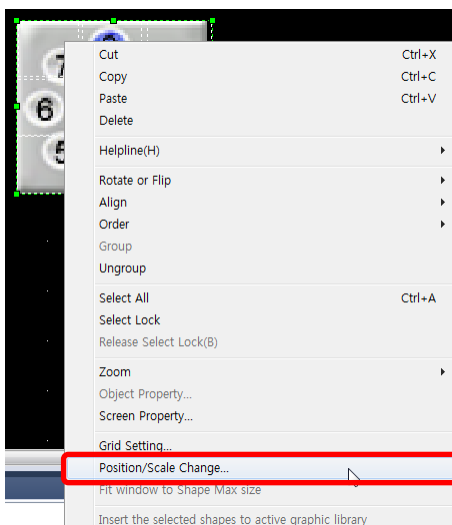 7
6
5
Cut Ctrl+X
Copy Ctrl+C
Paste Ctrl+V
Delete
Helpline(H)
Rotate or Flip
Align
Order
Group
Ungroup
Select All Ctrl+A
Select Lock
Release Select Lock(B)
Zoom
Object Property...
Screen Property...
Grid Setting...
Position/Scale Change...
Fit window to Shape Max size
Insert the selected shapes to active graphic library